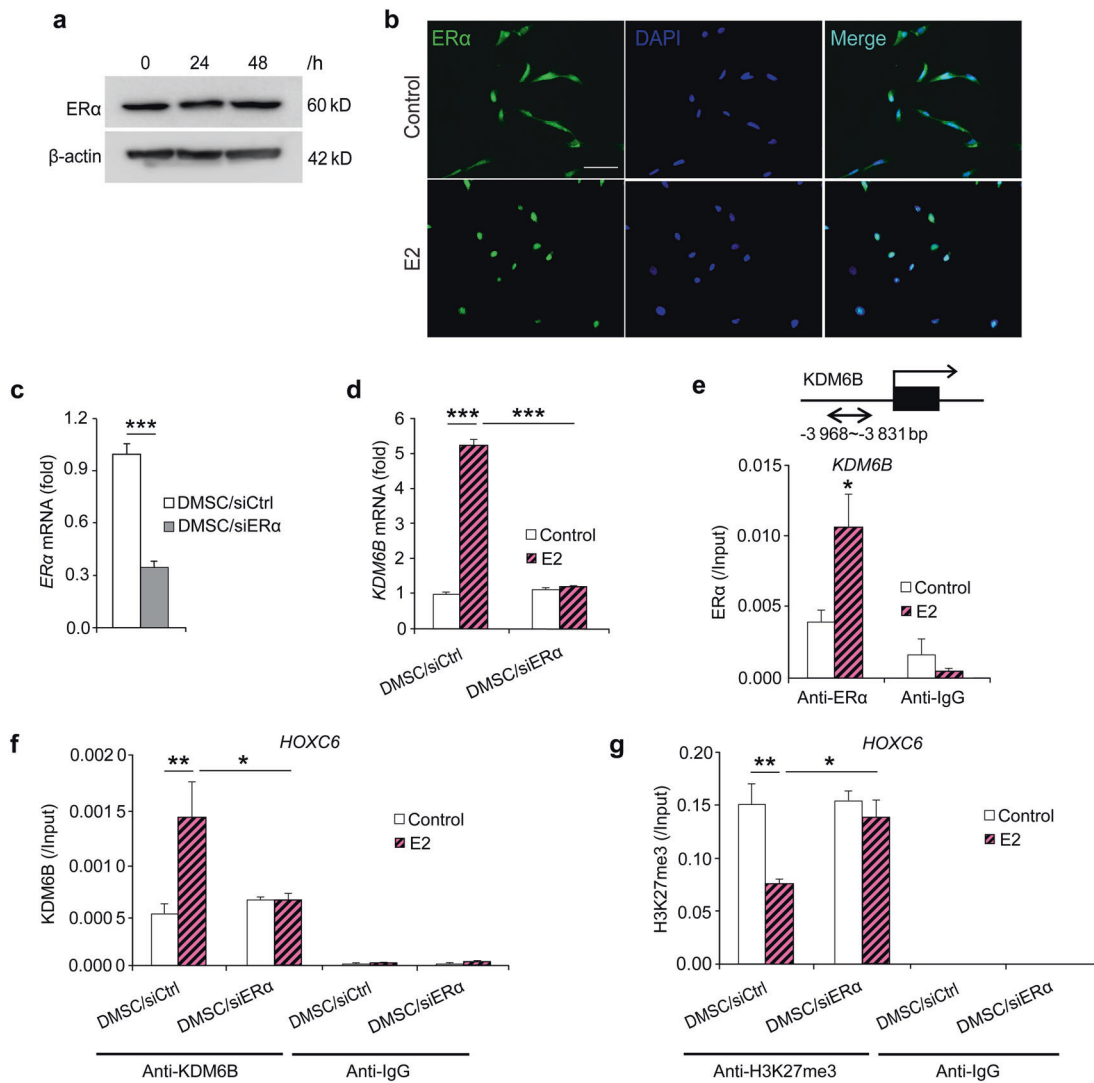 a
0 24 48 /h
ERα 60 kD
β-actin 42 kD
b
ERα DAPI Merge
Control
E2
c
1.2
0.9
0.6
0.3
0.0
ERα mRNA (fold)
***
DMSC/siCtrl
DMSC/siERα
d
6
5
4
3
2
1
0
KDM6B mRNA (fold)
*** ***
Control
E2
DMSC/siCtrl DMSC/siERα
e
KDM6B
-3 968~-3 831 bp
KDM6B
0.015
0.010
0.005
0.000
ERα (/Input)
*
Control
E2
Anti-ERα Anti-IgG
f
HOXC6
0.002 0
0.001 5
0.001 0
0.000 5
0.000 0
KDM6B (/Input)
** *
Control
E2
DMSC/siCtrl DMSC/siERα DMSC/siCtrl DMSC/siERα
Anti-KDM6B Anti-IgG
g
HOXC6
0.20
0.15
0.10
0.05
0.00
H3K27me3 (/Input)
** *
Control
E2
DMSC/siCtrl DMSC/siERα DMSC/siCtrl DMSC/siERα
Anti-H3K27me3 Anti-IgG